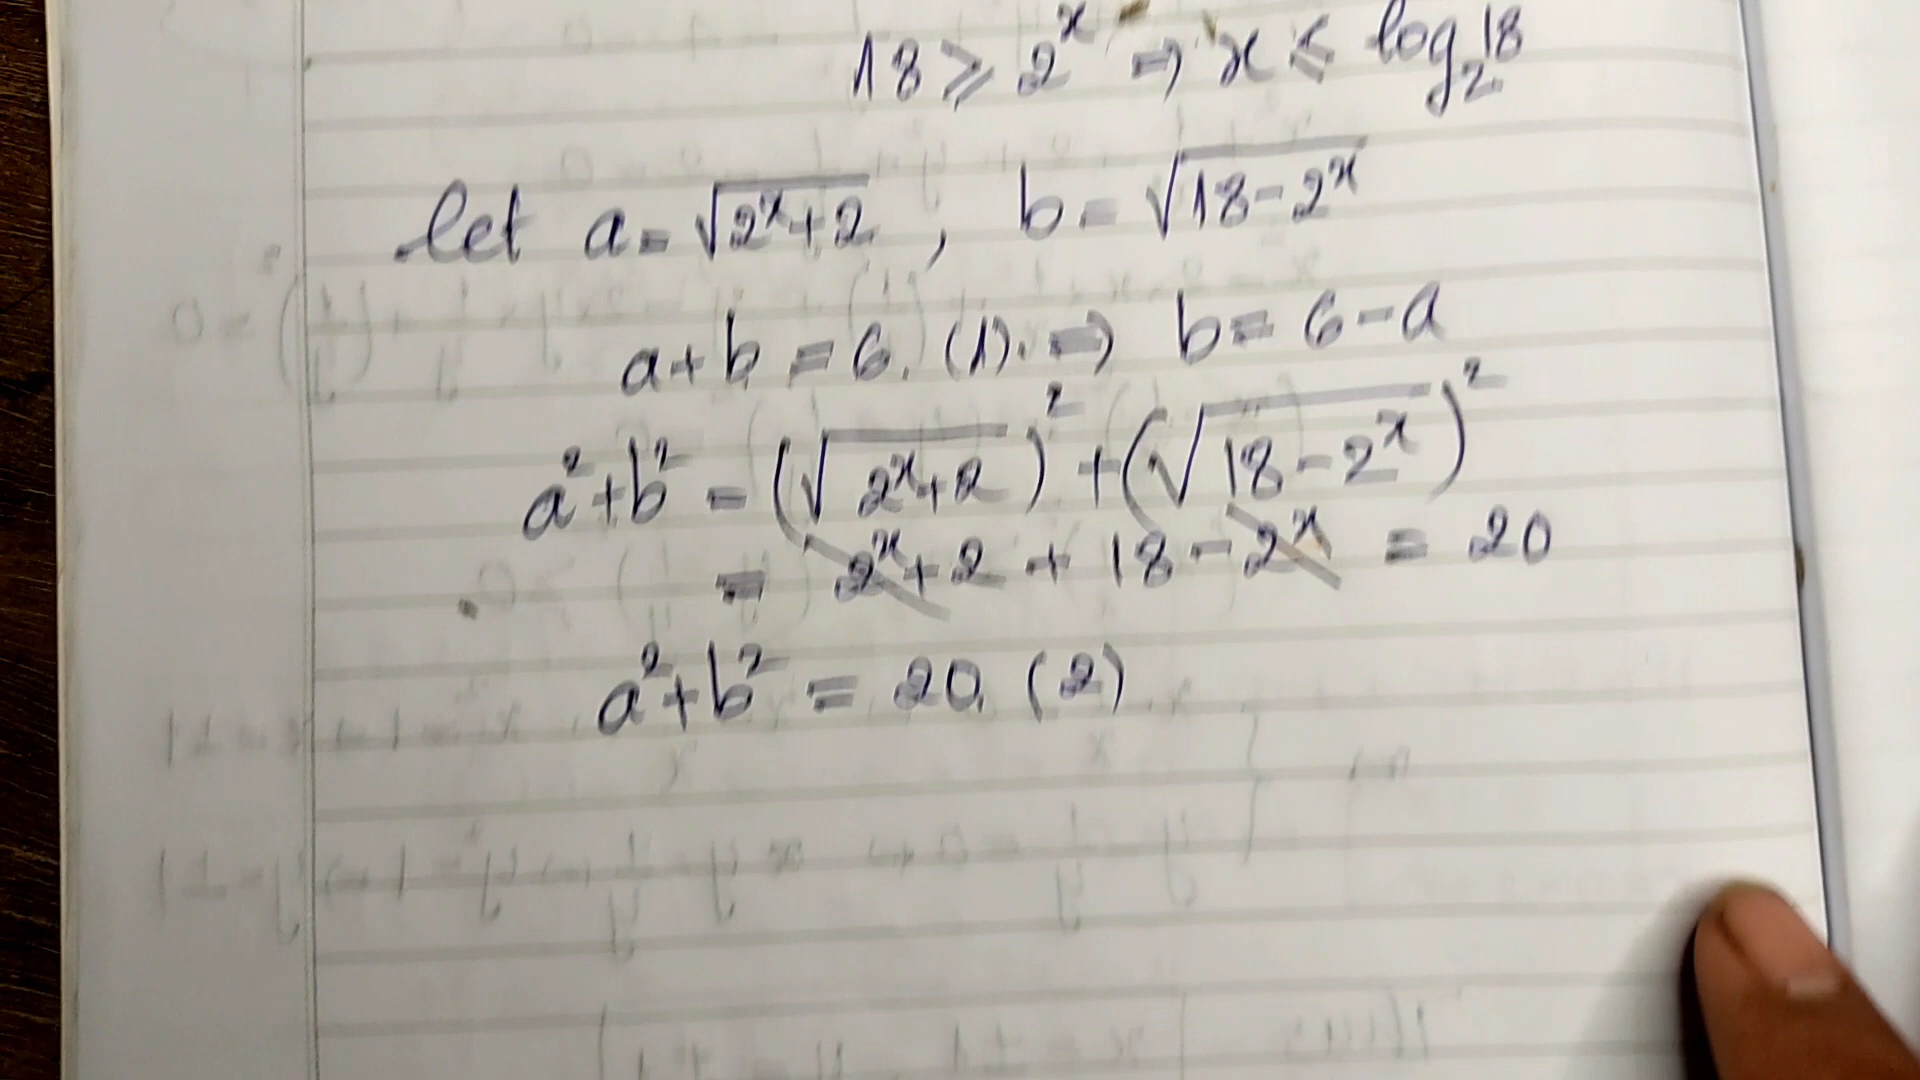 18 ⩾ 2^x ⇒ x ⩽ log₂18
let a = √(2^x+2) , b = √(18-2^x)
a+b = 6. (1). ⇒ b = 6-a
a²+b² = (√(2^x+2))² + (√(18-2^x))²
= 2^x+2 + 18-2^x = 20
a²+b² = 20. (2)